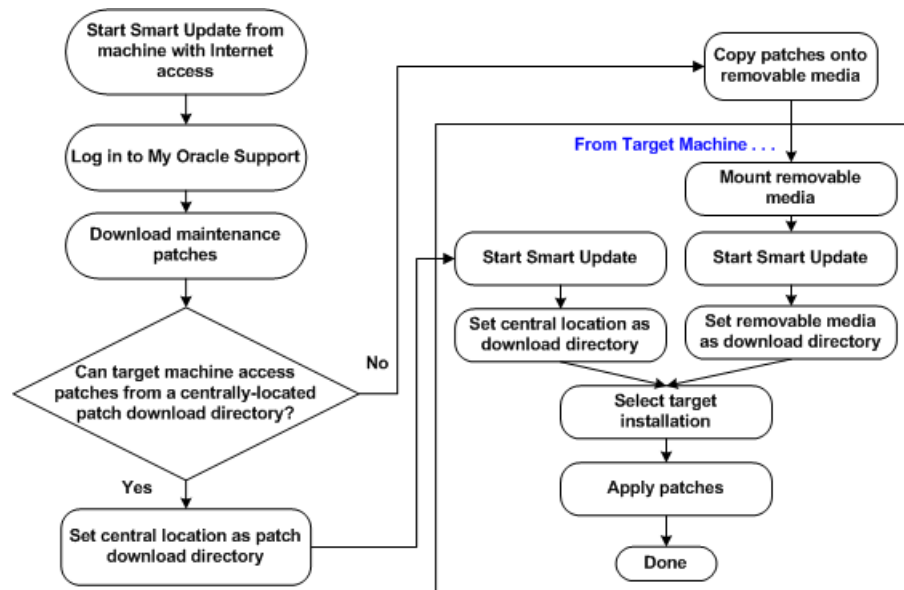 Start Smart Update from
machine with Internet
access
Log in to My Oracle Support
Download maintenance
patches
Can target machine access
patches from a centrally-located
patch download directory?
No
Yes
Set central location as patch
download directory
Copy patches onto
removable media
From Target Machine . . .
Mount removable
media
Start Smart Update
Start Smart Update
Set central location as
download directory
Set removable media
as download directory
Select target
installation
Apply patches
Done